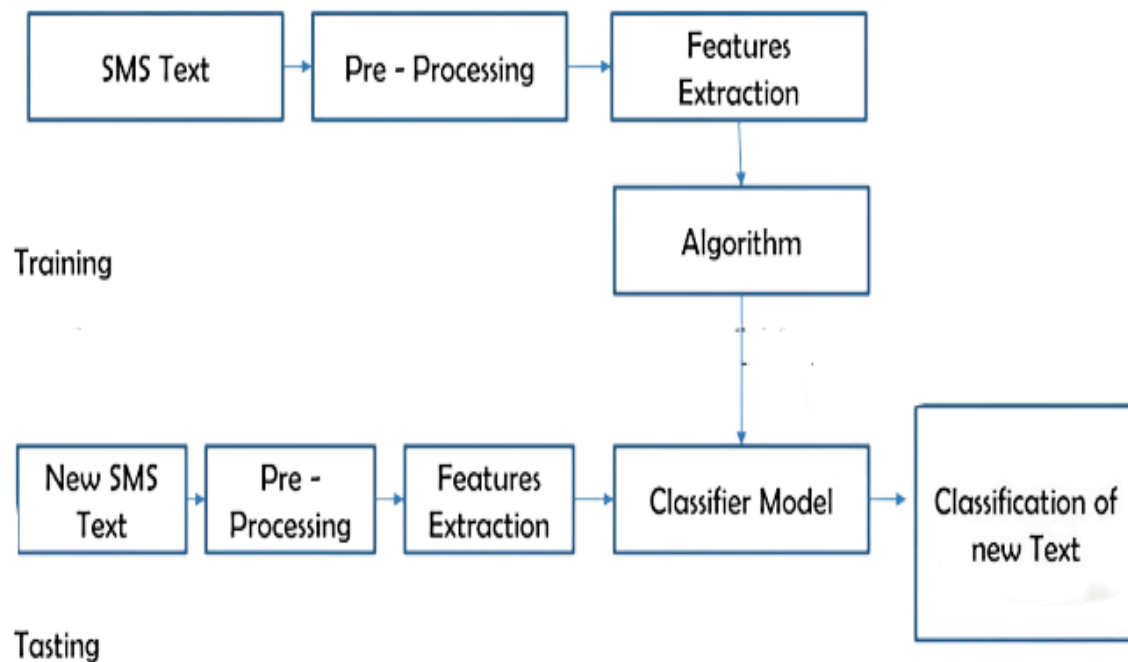 SMS Text
Pre - Processing
Features
Extraction
Algorithm
Training
New SMS
Text
Pre -
Processing
Features
Extraction
Classifier Model
Classification of
new Text
Tasting